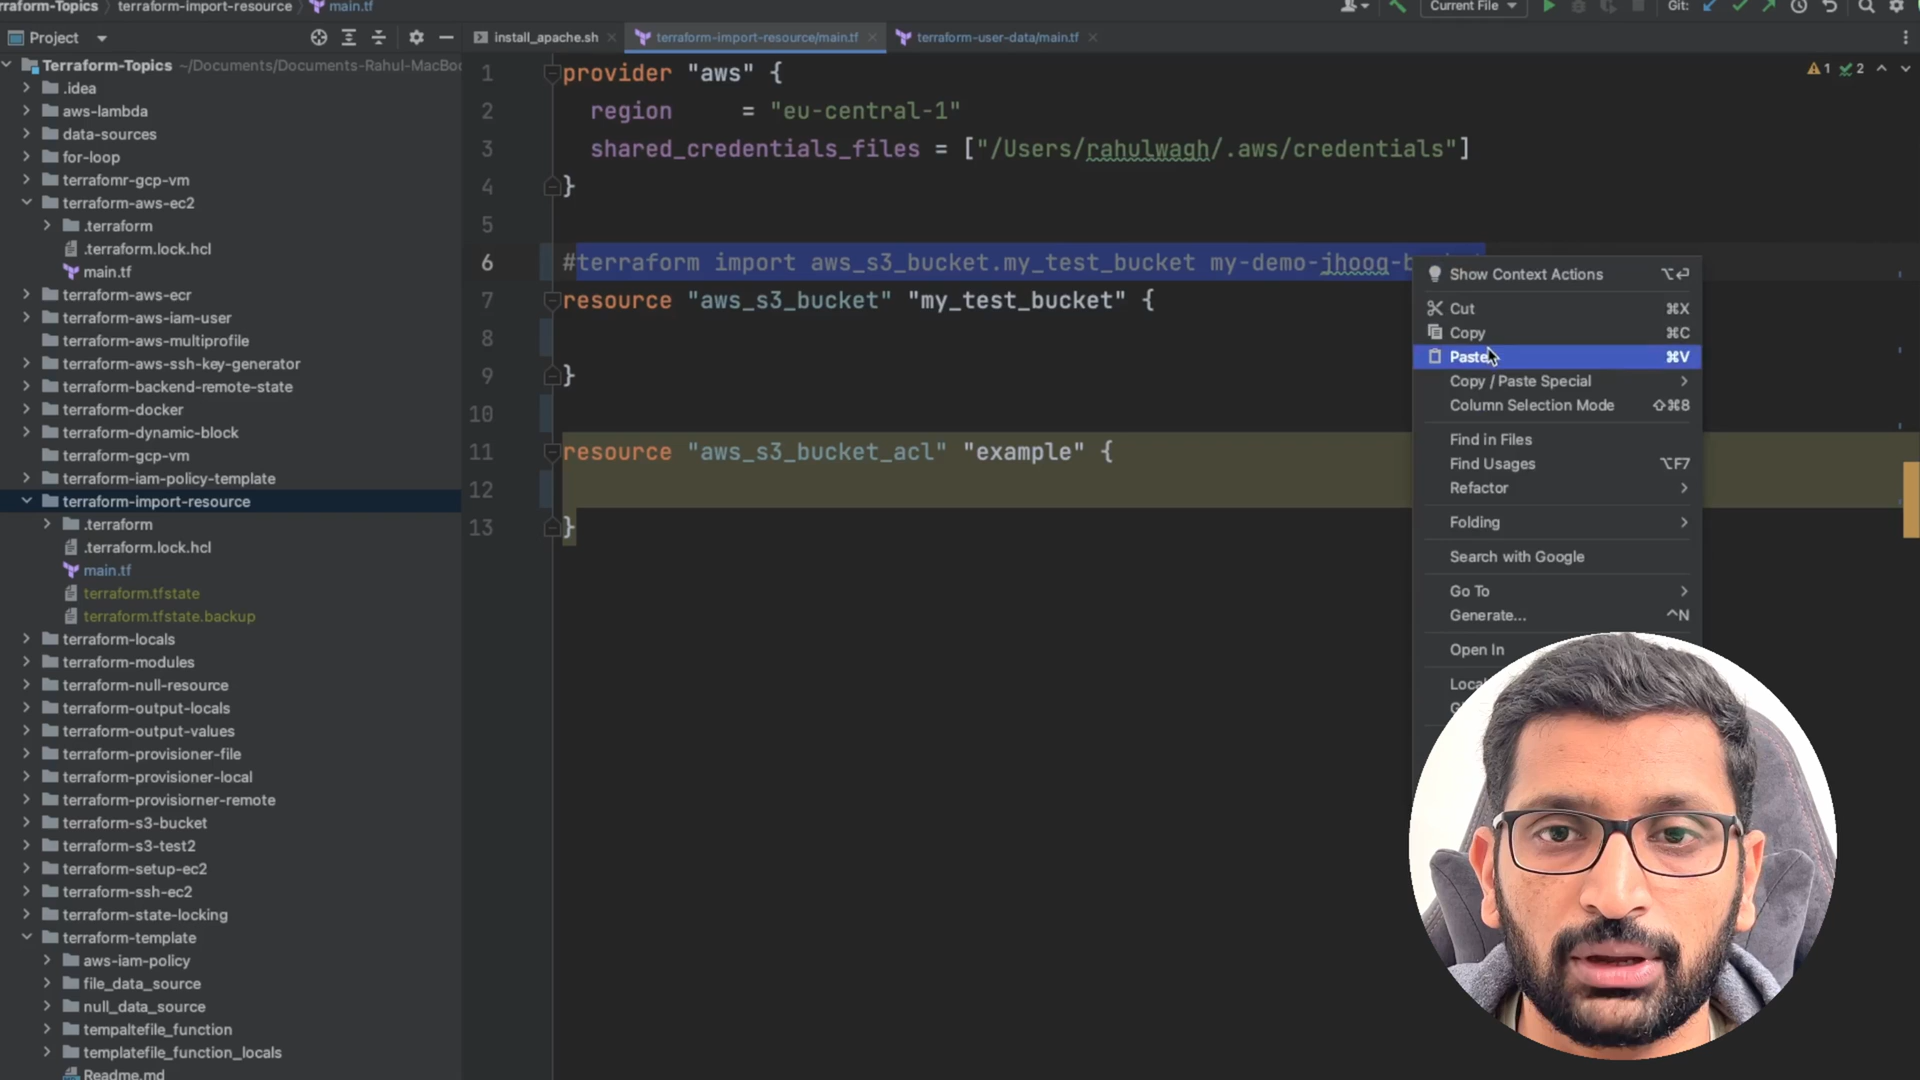 rraform-Topics
terraform-import-resource
main.tf
Current File
Git:
Project
install_apache.sh
terraform-import-resource/main.tf
terraform-user-data/main.tf
Terraform-Topics ~/Documents/Documents-Rahul-MacBoo
.idea
aws-lambda
data-sources
for-loop
terrafomr-gcp-vm
terraform-aws-ec2
.terraform
.terraform.lock.hcl
main.tf
terraform-aws-ecr
terraform-aws-iam-user
terraform-aws-multiprofile
terraform-aws-ssh-key-generator
terraform-backend-remote-state
terraform-docker
terraform-dynamic-block
terraform-gcp-vm
terraform-iam-policy-template
terraform-import-resource
.terraform
.terraform.lock.hcl
main.tf
terraform.tfstate
terraform.tfstate.backup
terraform-locals
terraform-modules
terraform-null-resource
terraform-output-locals
terraform-output-values
terraform-provisioner-file
terraform-provisioner-local
terraform-provisiorner-remote
terraform-s3-bucket
terraform-s3-test2
terraform-setup-ec2
terraform-ssh-ec2
terraform-state-locking
terraform-template
aws-iam-policy
file_data_source
null_data_source
tempaltefile_function
templatefile_function_locals
Readme.md
1 provider "aws" {
2 region = "eu-central-1"
3 shared_credentials_files = ["/Users/rahulwagh/.aws/credentials"]
4 }
5
6 #terraform import aws_s3_bucket.my_test_bucket my-demo-jhooq-b
7 resource "aws_s3_bucket" "my_test_bucket" {
8
9 }
10
11 resource "aws_s3_bucket_acl" "example" {
12
13 }
1 2
Show Context Actions ⌥⏎
Cut ⌘X
Copy ⌘C
Paste ⌘V
Copy / Paste Special
Column Selection Mode ⇧⌘8
Find in Files
Find Usages ⌥F7
Refactor
Folding
Search with Google
Go To
Generate... ^N
Open In
Loca